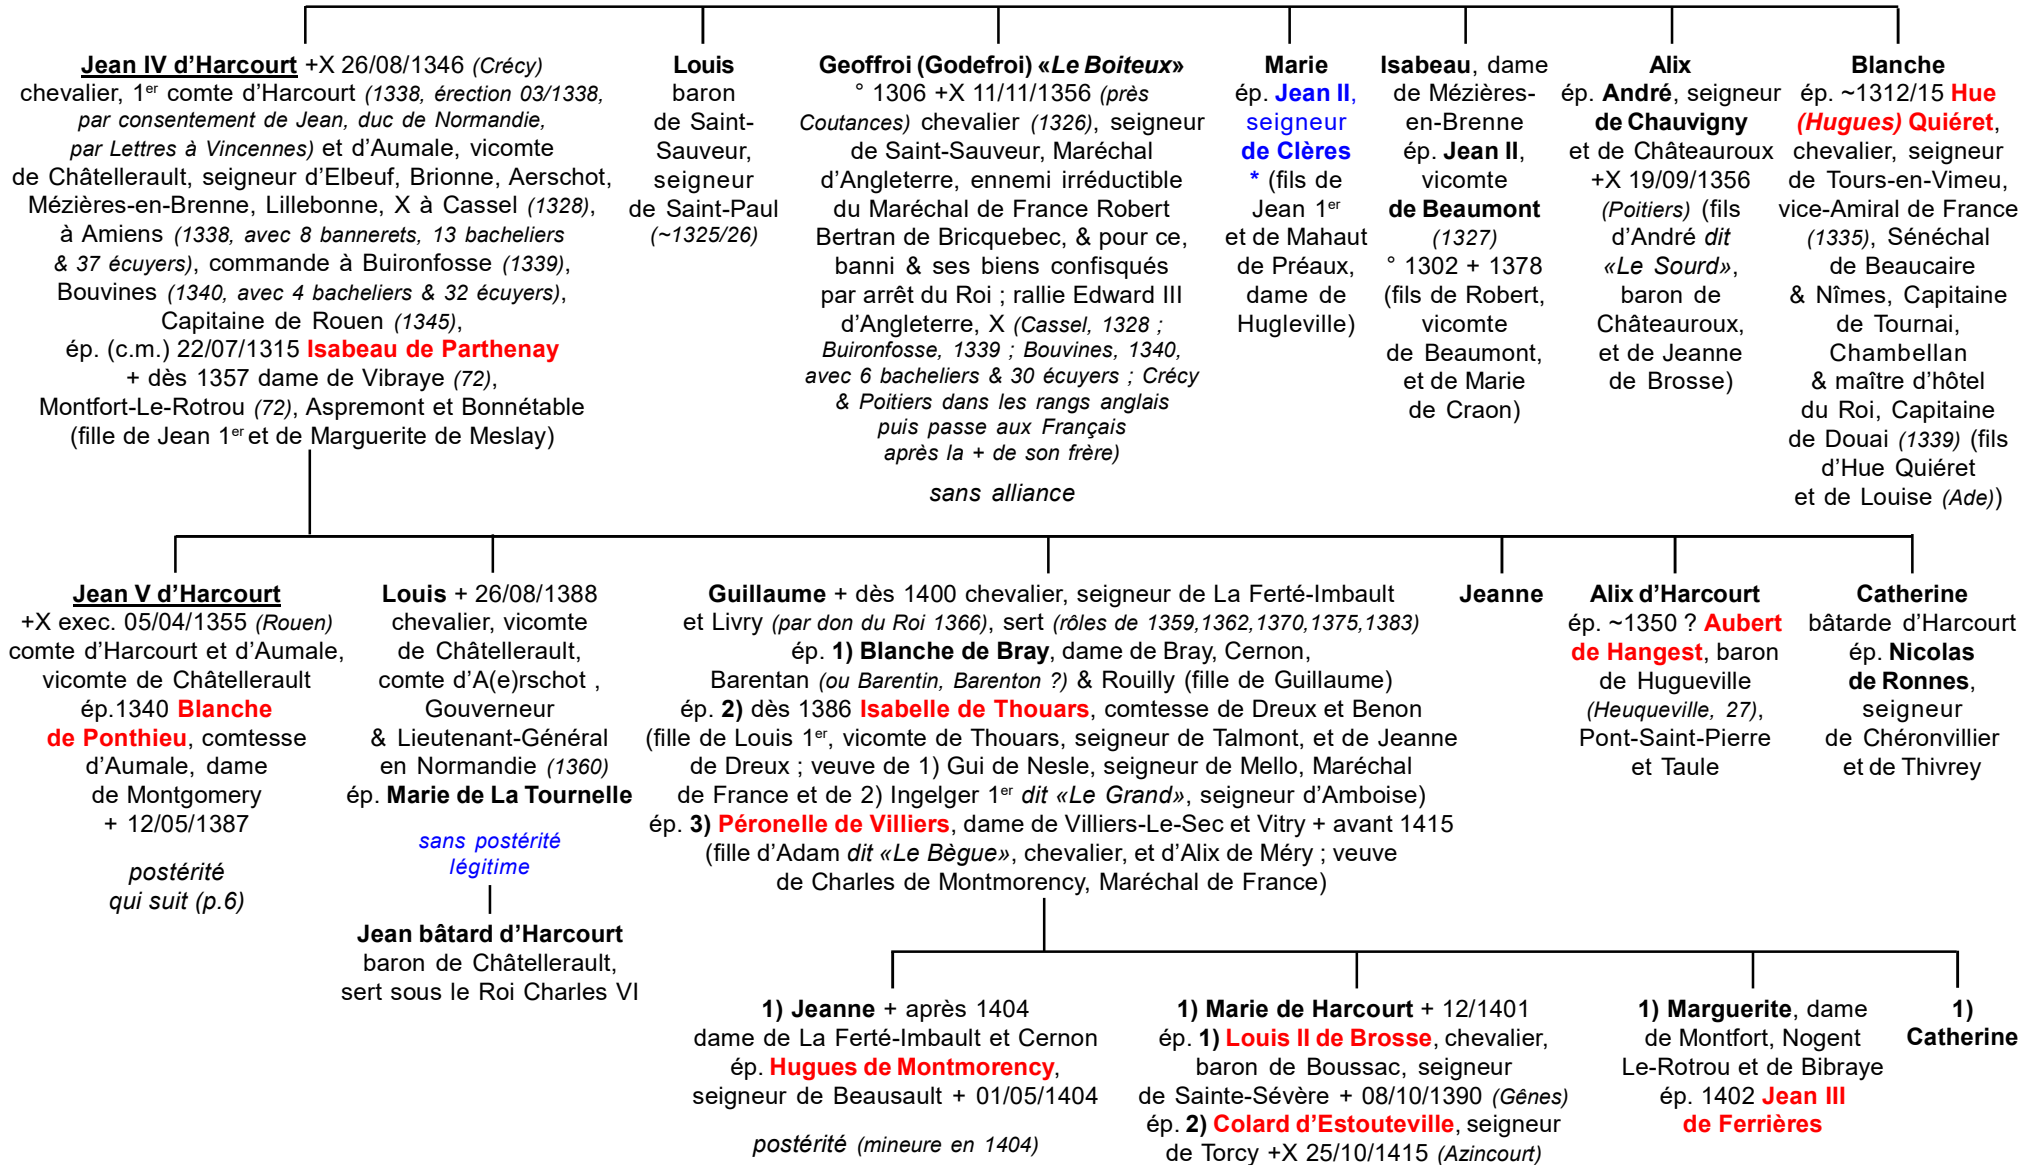 Jean IV d’Harcourt +X 26/08/1346 (Crécy)
chevalier, 1er comte d’Harcourt (1338, érection 03/1338,
par consentement de Jean, duc de Normandie,
par Lettres à Vincennes) et d’Aumale, vicomte
de Châtellerault, seigneur d’Elbeuf, Brionne, Aerschot,
Mézières-en-Brenne, Lillebonne, X à Cassel (1328),
à Amiens (1338, avec 8 bannerets, 13 bacheliers
& 37 écuyers), commande à Buironfosse (1339),
Bouvines (1340, avec 4 bacheliers & 32 écuyers),
Capitaine de Rouen (1345),
ép. (c.m.) 22/07/1315 Isabeau de Parthenay
+ dès 1357 dame de Vibraye (72),
Montfort-Le-Rotrou (72), Aspremont et Bonnétable
(fille de Jean 1er et de Marguerite de Meslay)
Louis
baron
de Saint-
Sauveur,
seigneur
de Saint-Paul
(~1325/26)
Geoffroi (Godefroi) «Le Boiteux»
° 1306 +X 11/11/1356 (près
Coutances) chevalier (1326), seigneur
de Saint-Sauveur, Maréchal
d’Angleterre, ennemi irréductible
du Maréchal de France Robert
Bertran de Bricquebec, & pour ce,
banni & ses biens confisqués
par arrêt du Roi ; rallie Edward III
d’Angleterre, X (Cassel, 1328 ;
Buironfosse, 1339 ; Bouvines, 1340,
avec 6 bacheliers & 30 écuyers ; Crécy
& Poitiers dans les rangs anglais
puis passe aux Français
après la + de son frère)
sans alliance
Marie
ép. Jean II,
seigneur
de Clères
* (fils de
Jean 1er
et de Mahaut
de Préaux,
dame de
Hugleville)
Isabeau, dame
de Mézières-
en-Brenne
ép. Jean II,
vicomte
de Beaumont
(1327)
° 1302 + 1378
(fils de Robert,
vicomte
de Beaumont,
et de Marie
de Craon)
Alix
ép. André, seigneur
de Chauvigny
et de Châteauroux
+X 19/09/1356
(Poitiers) (fils
d’André dit
«Le Sourd»,
baron de
Châteauroux,
et de Jeanne
de Brosse)
Blanche
ép. ~1312/15 Hue
(Hugues) Quiéret,
chevalier, seigneur
de Tours-en-Vimeu,
vice-Amiral de France
(1335), Sénéchal
de Beaucaire
& Nîmes, Capitaine
de Tournai,
Chambellan
& maître d’hôtel
du Roi, Capitaine
de Douai (1339) (fils
d’Hue Quiéret
et de Louise (Ade))
Jean V d’Harcourt
+X exec. 05/04/1355 (Rouen)
comte d’Harcourt et d’Aumale,
vicomte de Châtellerault
ép.1340 Blanche
de Ponthieu, comtesse
d’Aumale, dame
de Montgomery
+ 12/05/1387
postérité
qui suit (p.6)
Louis + 26/08/1388
chevalier, vicomte
de Châtellerault,
comte d’A(e)rschot ,
Gouverneur
& Lieutenant-Général
en Normandie (1360)
ép. Marie de La Tournelle
sans postérité
légitime
Jean bâtard d’Harcourt
baron de Châtellerault,
sert sous le Roi Charles VI
Guillaume + dès 1400 chevalier, seigneur de La Ferté-Imbault
et Livry (par don du Roi 1366), sert (rôles de 1359,1362,1370,1375,1383)
ép. 1) Blanche de Bray, dame de Bray, Cernon,
Barentan (ou Barentin, Barenton ?) & Rouilly (fille de Guillaume)
ép. 2) dès 1386 Isabelle de Thouars, comtesse de Dreux et Benon
(fille de Louis 1er, vicomte de Thouars, seigneur de Talmont, et de Jeanne
de Dreux ; veuve de 1) Gui de Nesle, seigneur de Mello, Maréchal
de France et de 2) Ingelger 1er dit «Le Grand», seigneur d’Amboise)
ép. 3) Péronelle de Villiers, dame de Villiers-Le-Sec et Vitry + avant 1415
(fille d’Adam dit «Le Bègue», chevalier, et d’Alix de Méry ; veuve
de Charles de Montmorency, Maréchal de France)
Jeanne
Alix d’Harcourt
ép. ~1350 ? Aubert
de Hangest, baron
de Hugueville
(Heuqueville, 27),
Pont-Saint-Pierre
et Taule
Catherine
bâtarde d’Harcourt
ép. Nicolas
de Ronnes,
seigneur
de Chéronvillier
et de Thivrey
1) Jeanne + après 1404
dame de La Ferté-Imbault et Cernon
ép. Hugues de Montmorency,
seigneur de Beausault + 01/05/1404
postérité (mineure en 1404)
1) Marie de Harcourt + 12/1401
ép. 1) Louis II de Brosse, chevalier,
baron de Boussac, seigneur
de Sainte-Sévère + 08/10/1390 (Gênes)
ép. 2) Colard d’Estouteville, seigneur
de Torcy +X 25/10/1415 (Azincourt)
1) Marguerite, dame
de Montfort, Nogent
Le-Rotrou et de Bibraye
ép. 1402 Jean III
de Ferrières
1)
Catherine